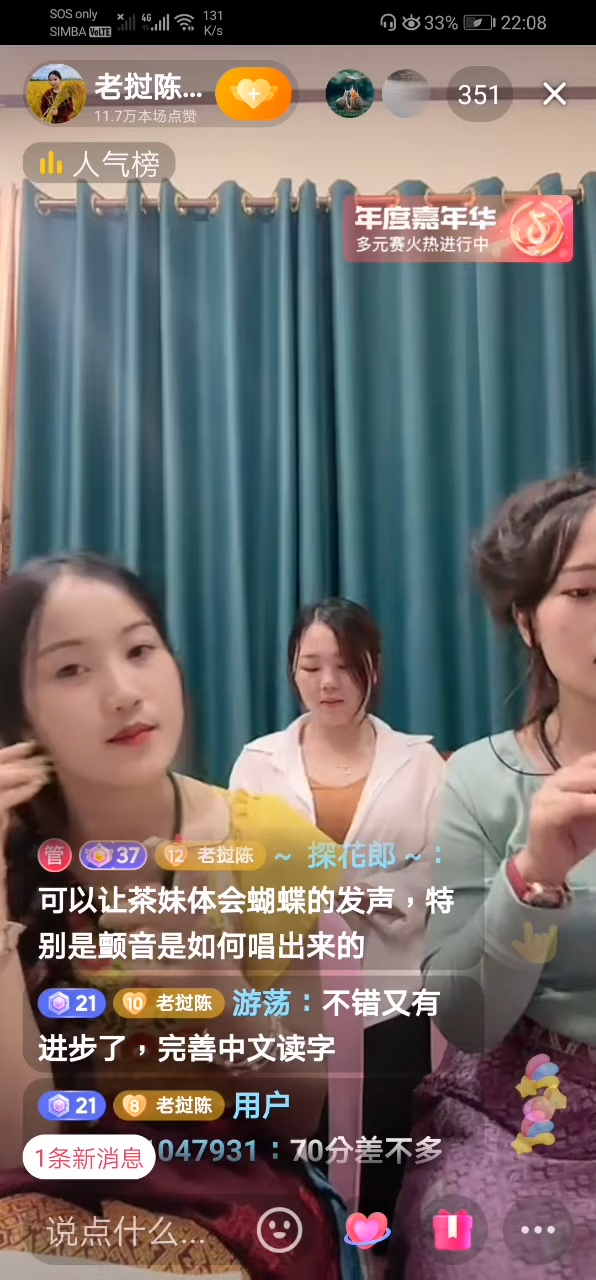 SOS only
SIMBA VoLTE
4G
131
K/s
33%
22:08
老挝陈...
11.7万本场点赞
351
人气榜
年度嘉年华
多元赛火热进行中
管 37 12 老挝陈 ~ 探花郎 ~：
可以让茶妹体会蝴蝶的发声，特
别是颤音是如何唱出来的
21 10 老挝陈 游荡：不错又有
进步了，完善中文读字
21 8 老挝陈 用户
1047931：70分差不多
1条新消息
说点什么...